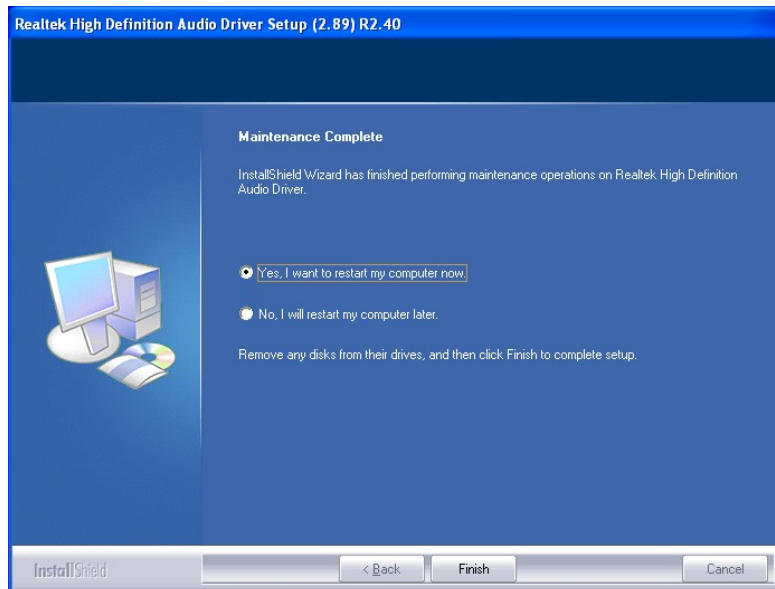 Realtek High Definition Audio Driver Setup (2.89) R2.40
Maintenance Complete
InstallShield Wizard has finished performing maintenance operations on Realtek High Definition
Audio Driver.
Yes, I want to restart my computer now.
No, I will restart my computer later.
Remove any disks from their drives, and then click Finish to complete setup.
InstallShield
< Back
Finish
Cancel